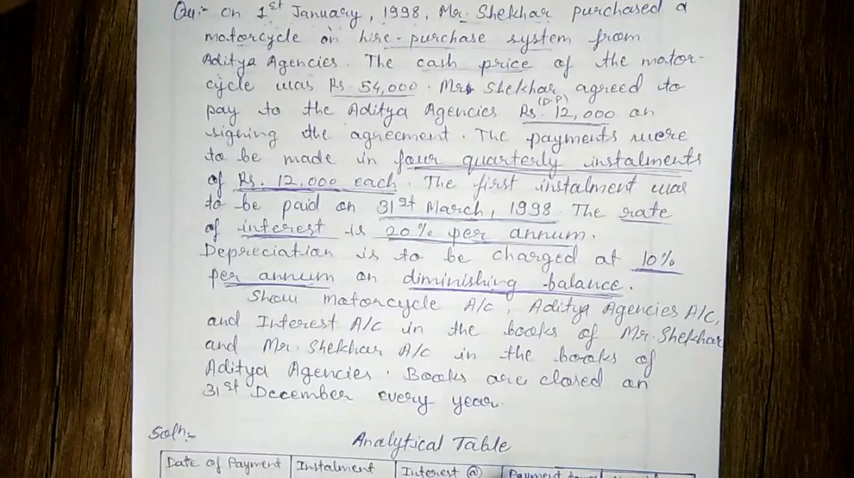 Qu:- On 1st January, 1998, Mr. Shekhar purchased a
motorcycle on hire-purchase system from
Aditya Agencies. The cash price of the motor-
cycle was Rs 54,000. Mr. Shekhar agreed to
pay to the Aditya Agencies Rs. 12,000 on
(D.P)
signing the agreement. The payments were
to be made in four quarterly instalments
of Rs. 12,000 each. The first instalment was
to be paid on 31st March, 1998. The rate
of interest is 20% per annum.
Depreciation is to be charged at 10%
per annum on diminishing balance.
Show motorcycle A/C, Aditya Agencies A/C,
and Interest A/C in the books of Mr. Shekhar
and Mr. Shekhar A/C in the books of
Aditya Agencies. Books are closed on
31st December every year.
Soln:-
Analytical Table
Date of Payment Instalment Interest @ Payment